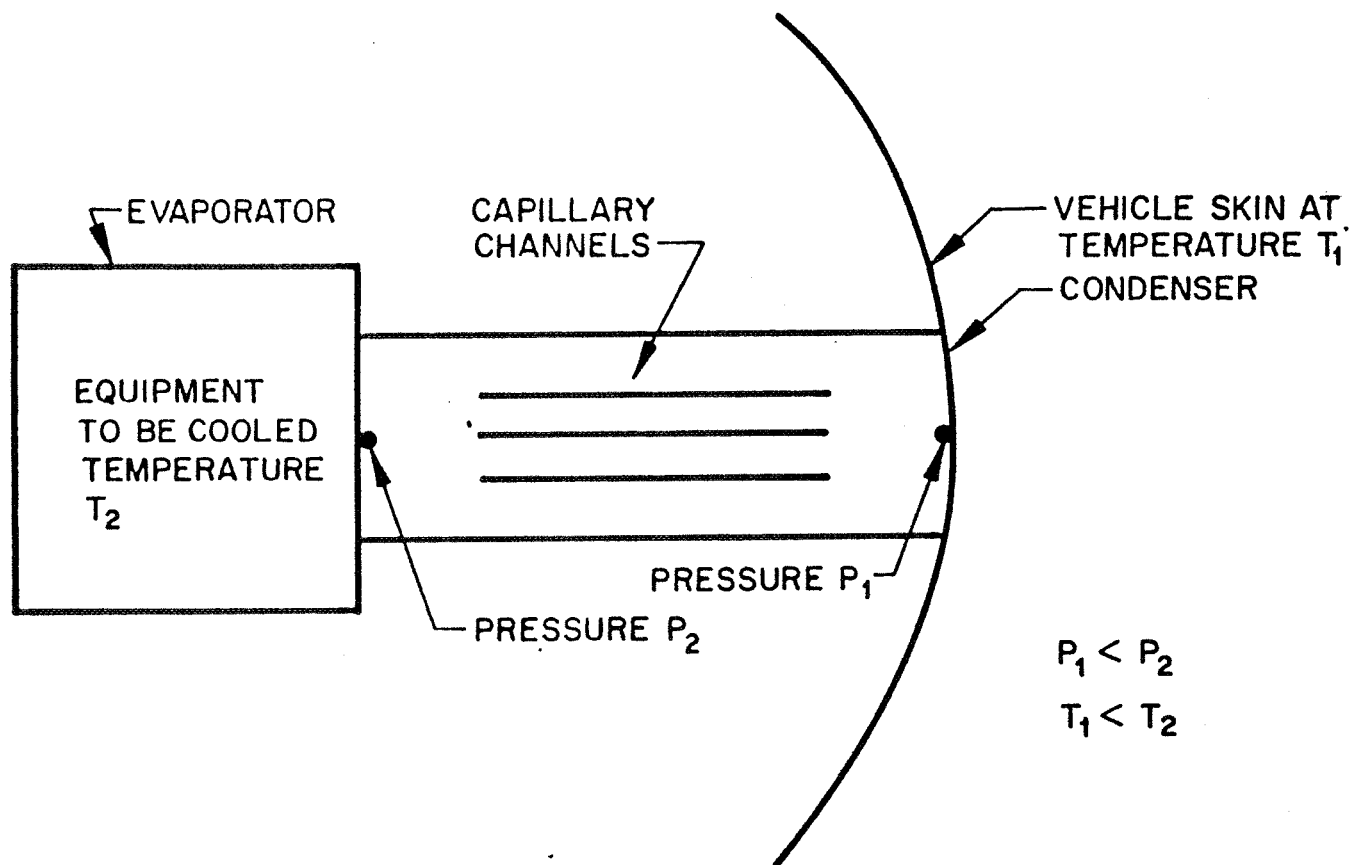 EVAPORATOR
CAPILLARY
CHANNELS
VEHICLE SKIN AT
TEMPERATURE T₁
CONDENSER
EQUIPMENT
TO BE COOLED
TEMPERATURE
T₂
PRESSURE P₁
PRESSURE P₂
P₁ < P₂
T₁ < T₂